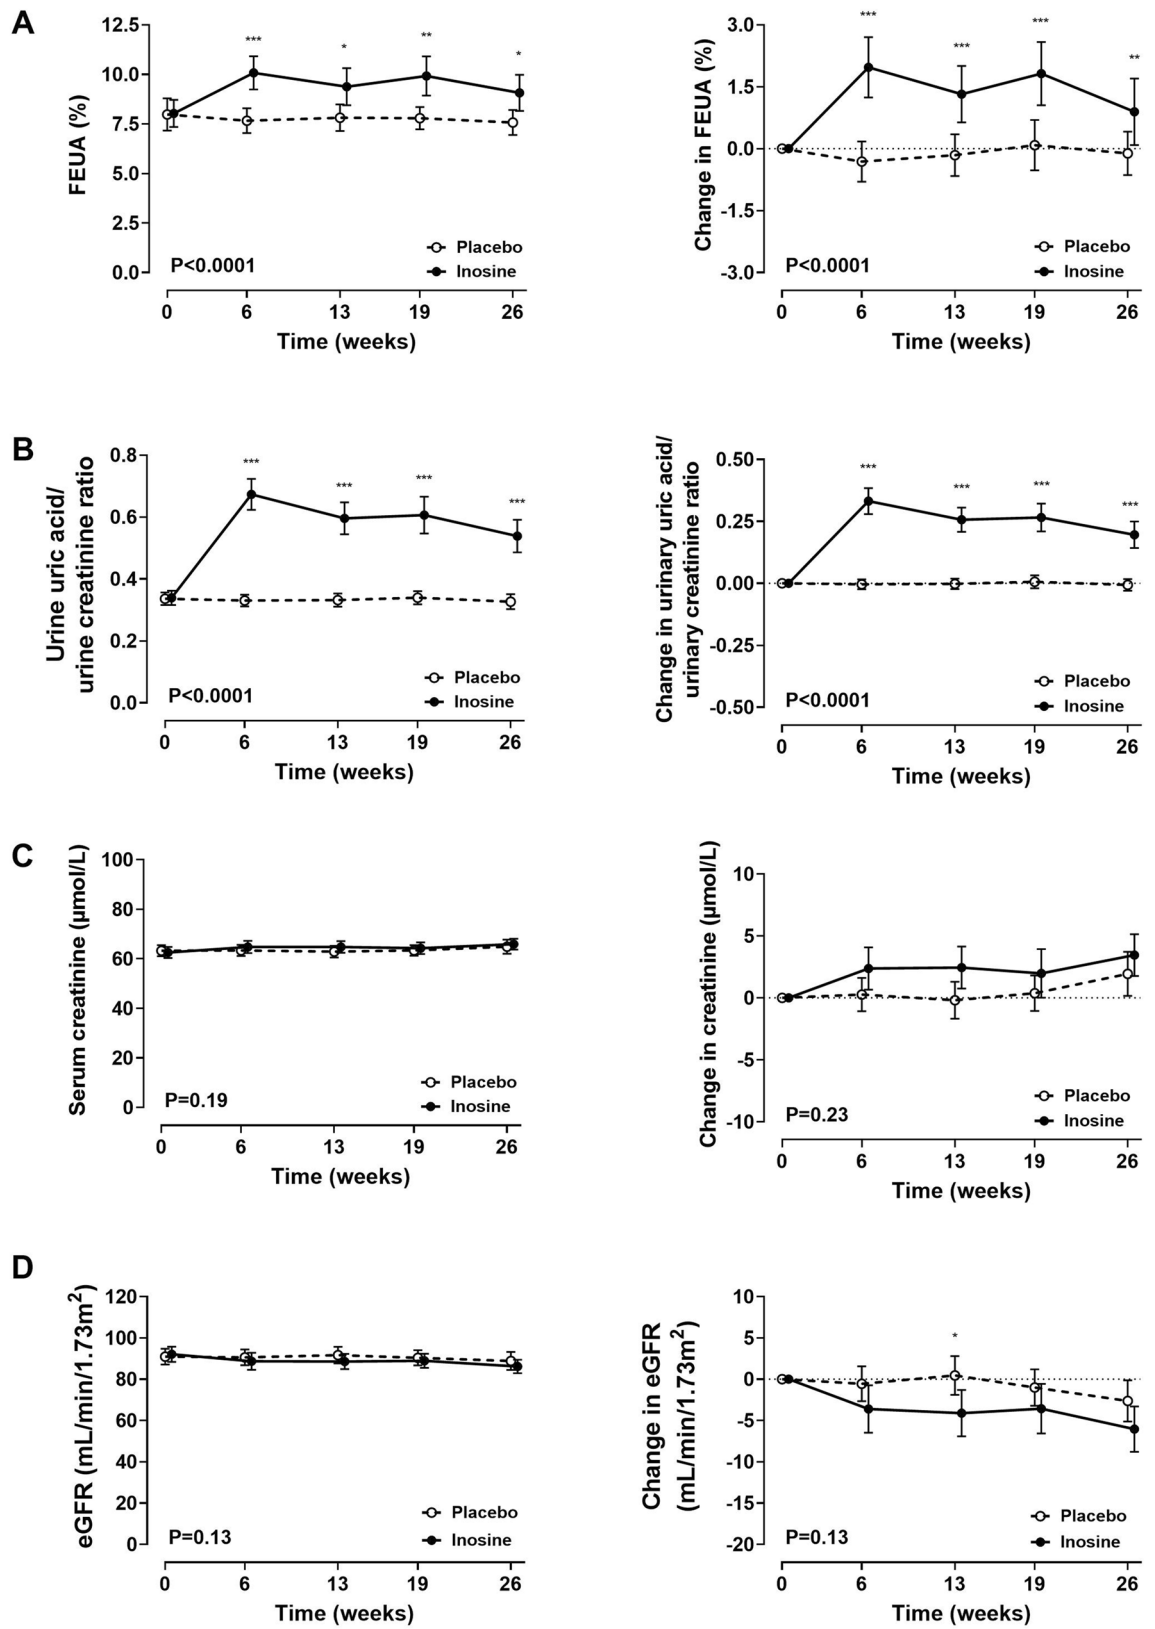 A
FEUA (%)
12.5
10.0
7.5
5.0
2.5
0.0
***
*
**
*
Placebo
Inosine
P<0.0001
0 6 13 19 26
Time (weeks)
Change in FEUA (%)
3.0
1.5
0.0
-1.5
-3.0
***
***
***
**
Placebo
Inosine
P<0.0001
0 6 13 19 26
Time (weeks)
B
Urine uric acid/
urine creatinine ratio
0.8
0.6
0.4
0.2
0.0
***
***
***
***
Placebo
Inosine
P<0.0001
0 6 13 19 26
Time (weeks)
Change in urinary uric acid/
urinary creatinine ratio
0.50
0.25
0.00
-0.25
-0.50
***
***
***
***
Placebo
Inosine
P<0.0001
0 6 13 19 26
Time (weeks)
C
Serum creatinine (µmol/L)
100
80
60
40
20
0
Placebo
Inosine
P=0.19
0 6 13 19 26
Time (weeks)
Change in creatinine (µmol/L)
10
5
0
-5
-10
Placebo
Inosine
P=0.23
0 6 13 19 26
Time (weeks)
D
eGFR (mL/min/1.73m²)
120
100
80
60
40
20
0
Placebo
Inosine
P=0.13
0 6 13 19 26
Time (weeks)
Change in eGFR
(mL/min/1.73m²)
10
5
0
-5
-10
-15
-20
*
Placebo
Inosine
P=0.13
0 6 13 19 26
Time (weeks)